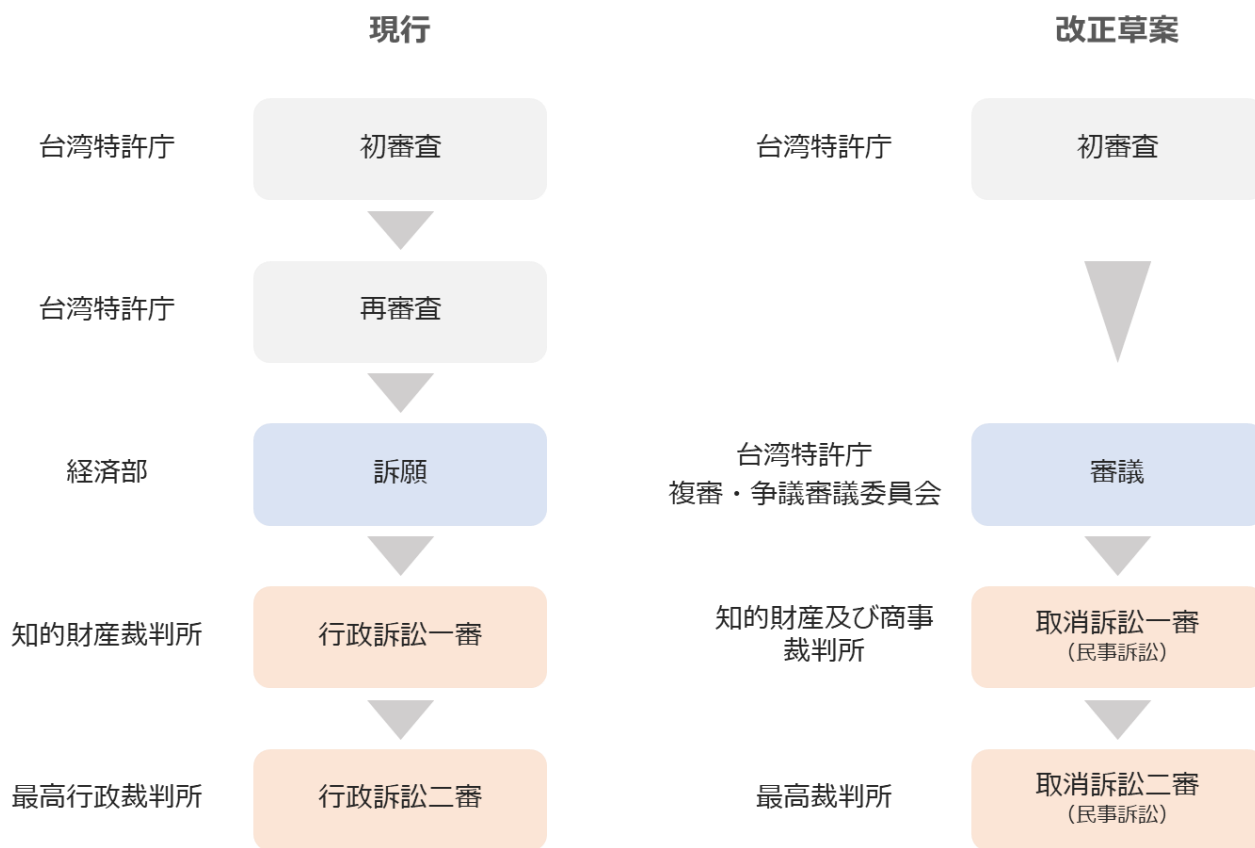 現行
台湾特許庁
初審査
台湾特許庁
再審査
経済部
訴願
知的財産裁判所
行政訴訟一審
最高行政裁判所
行政訴訟二審
改正草案
台湾特許庁
初審査
台湾特許庁
複審・争議審議委員会
審議
知的財産及び商事
裁判所
取消訴訟一審
（民事訴訟）
最高裁判所
取消訴訟二審
（民事訴訟）